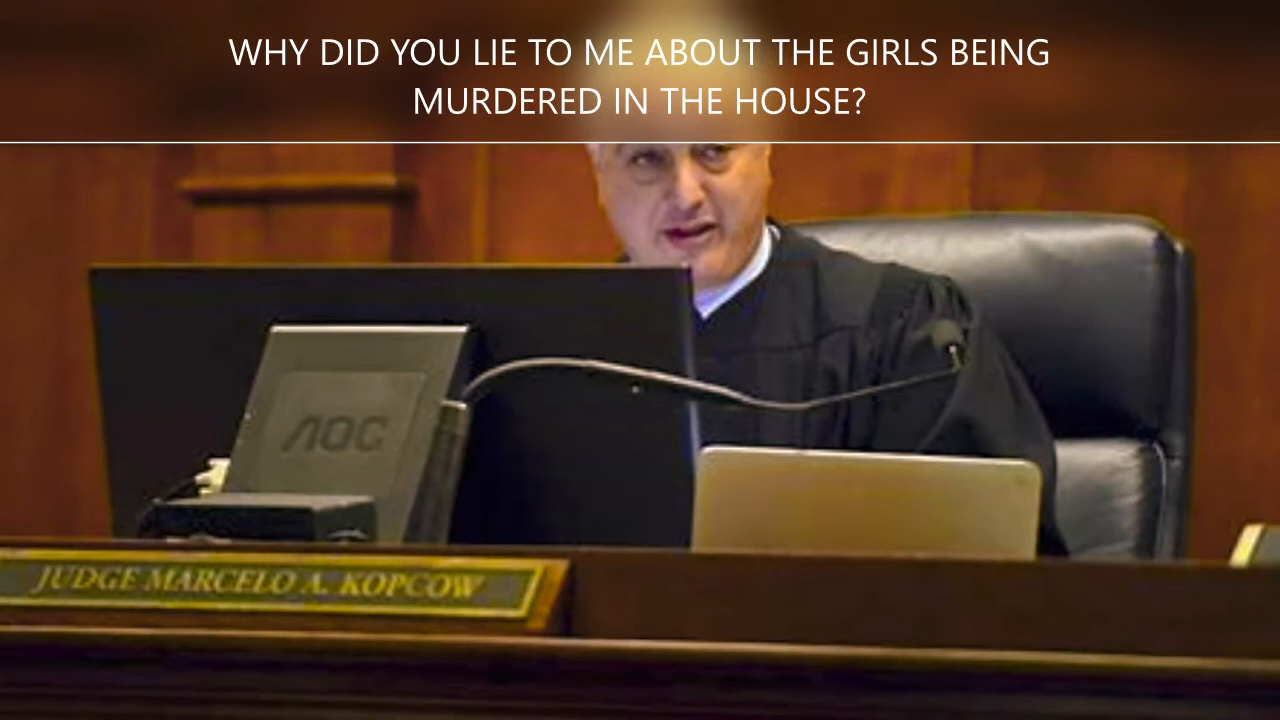 WHY DID YOU LIE TO ME ABOUT THE GIRLS BEING
MURDERED IN THE HOUSE?
AOC
JUDGE MARCELO A. KOPCOW